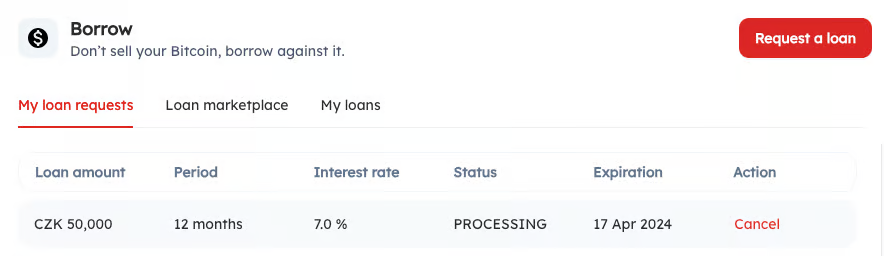 Borrow
Don't sell your Bitcoin, borrow against it.
Request a loan
My loan requests Loan marketplace My loans
Loan amount Period Interest rate Status Expiration Action
CZK 50,000 12 months 7.0 % PROCESSING 17 Apr 2024 Cancel